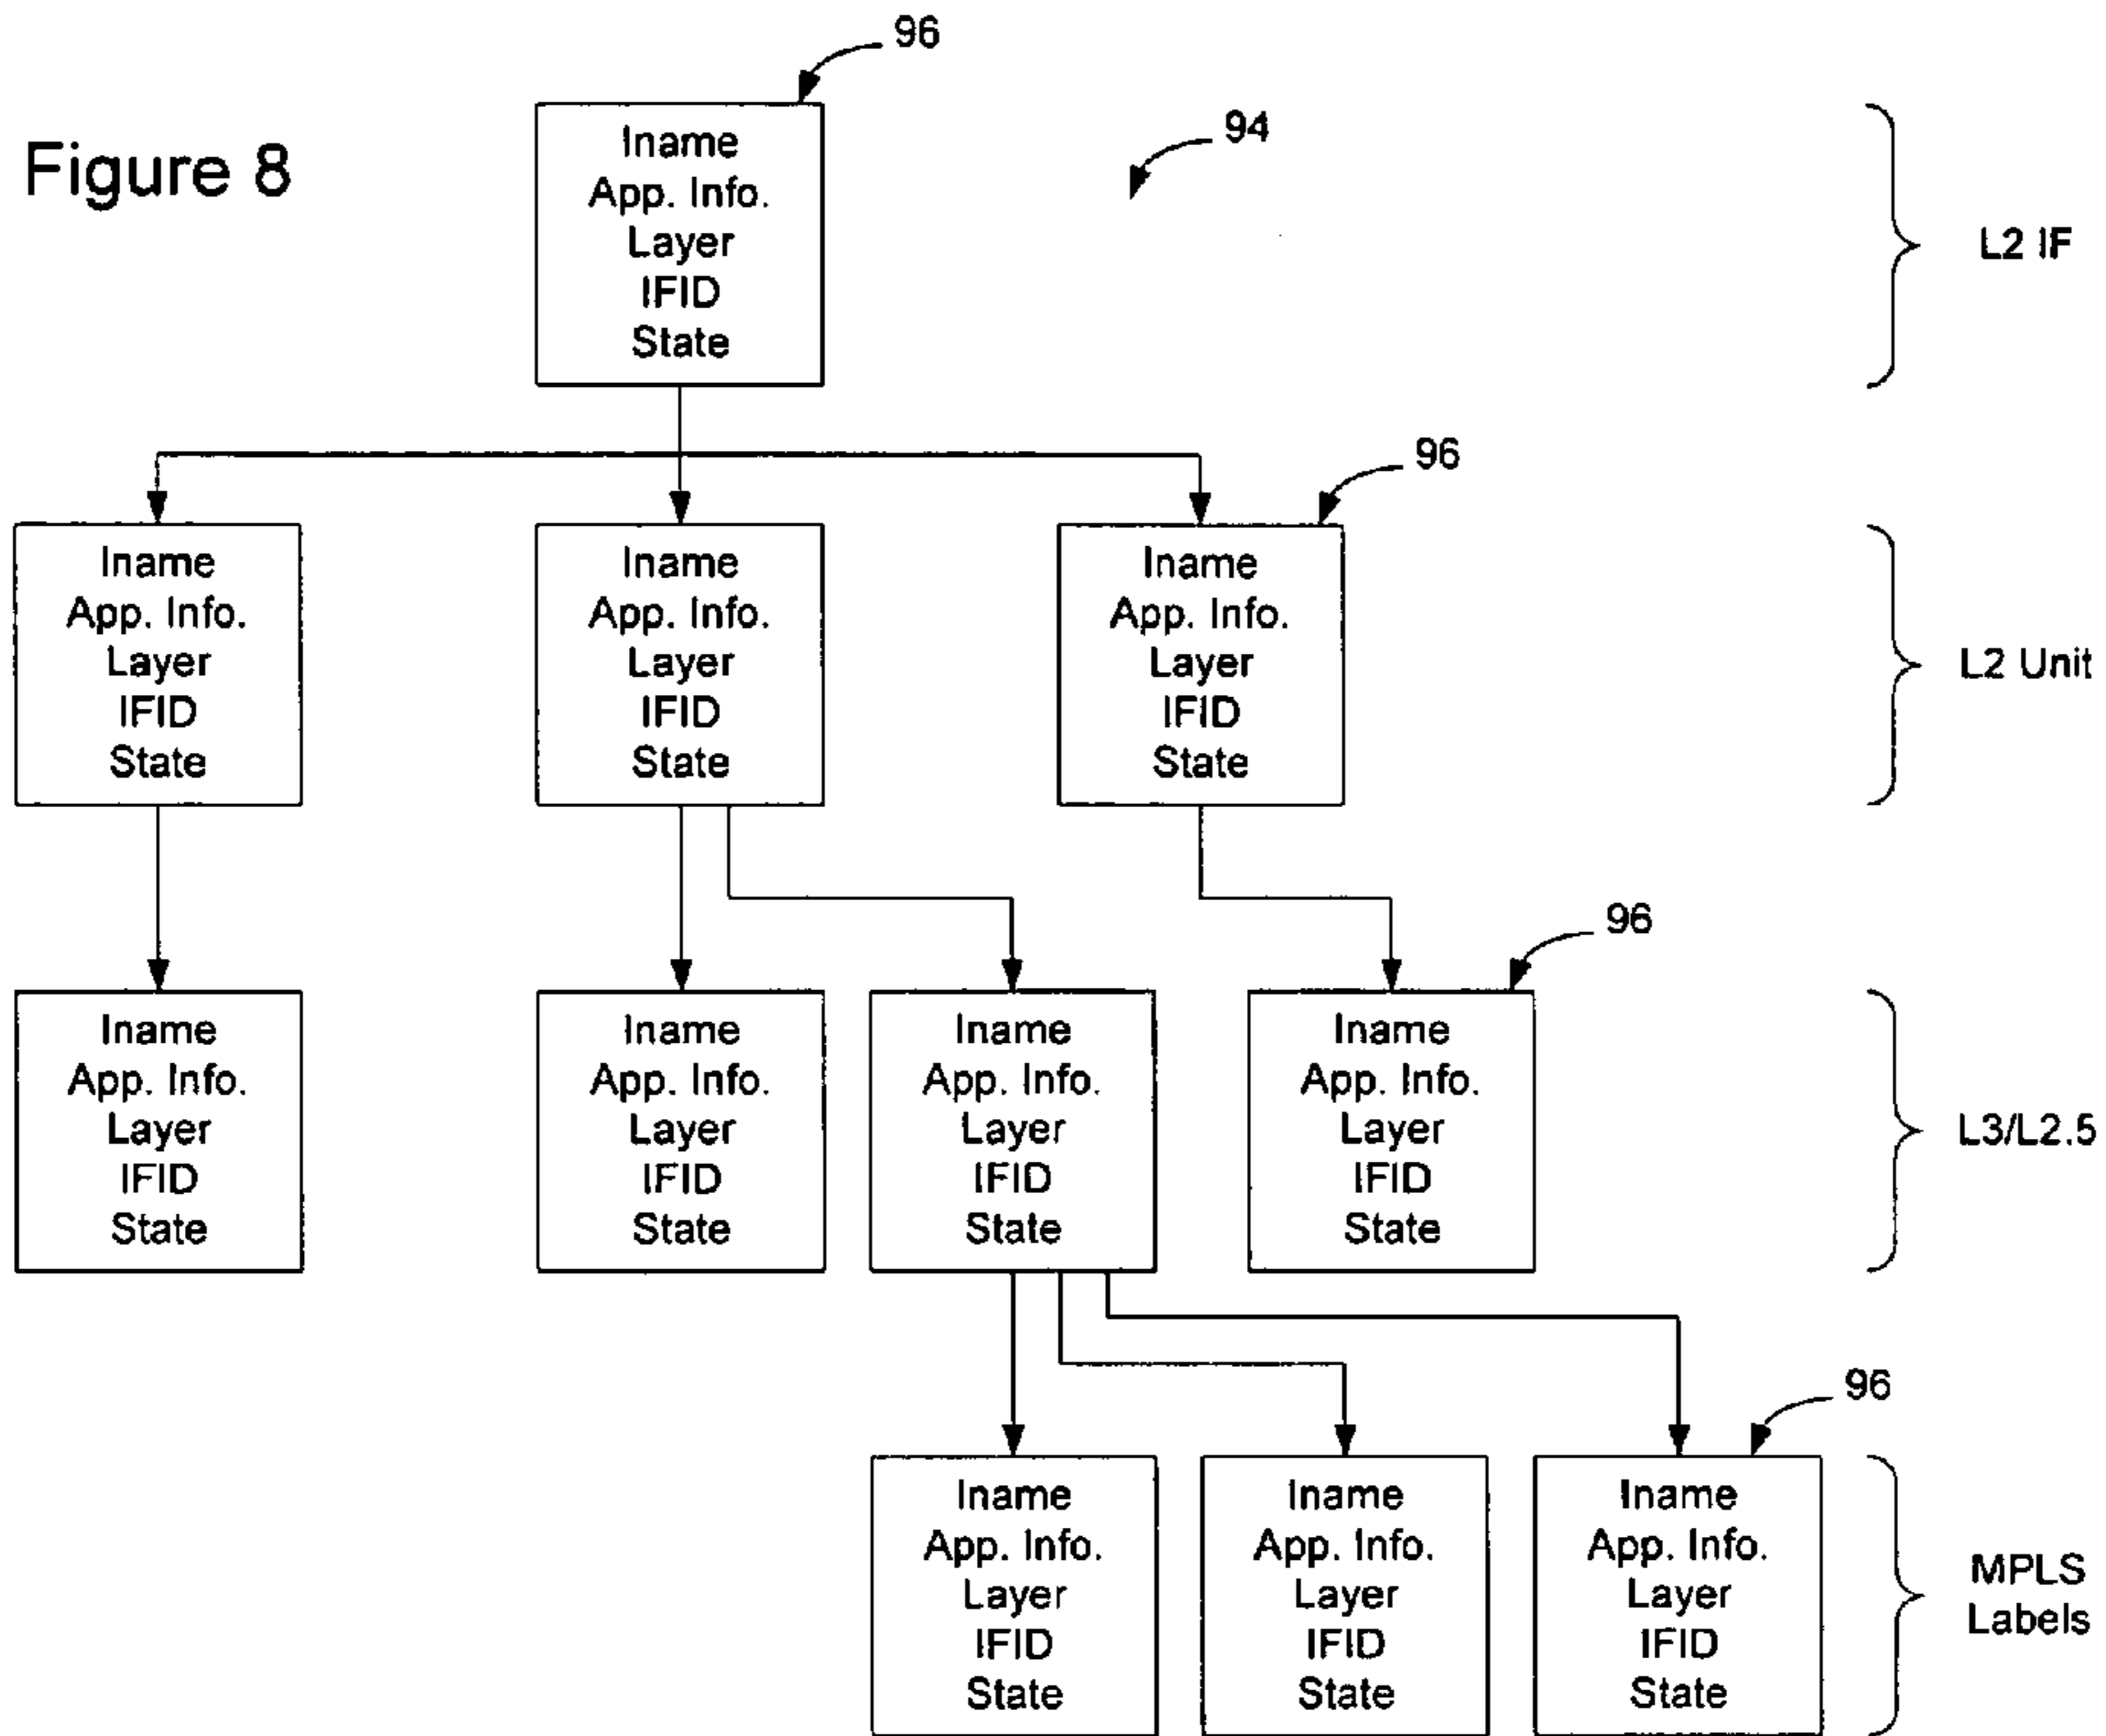 96
94
Figure 8
Iname
App. Info.
Layer
IFID
State
L2 IF
96
Iname
App. Info.
Layer
IFID
State
Iname
App. Info.
Layer
IFID
State
Iname
App. Info.
Layer
IFID
State
L2 Unit
96
Iname
App. Info.
Layer
IFID
State
Iname
App. Info.
Layer
IFID
State
Iname
App. Info.
Layer
IFID
State
Iname
App. Info.
Layer
IFID
State
L3/L2.5
96
Iname
App. Info.
Layer
IFID
State
Iname
App. Info.
Layer
IFID
State
Iname
App. Info.
Layer
IFID
State
MPLS
Labels